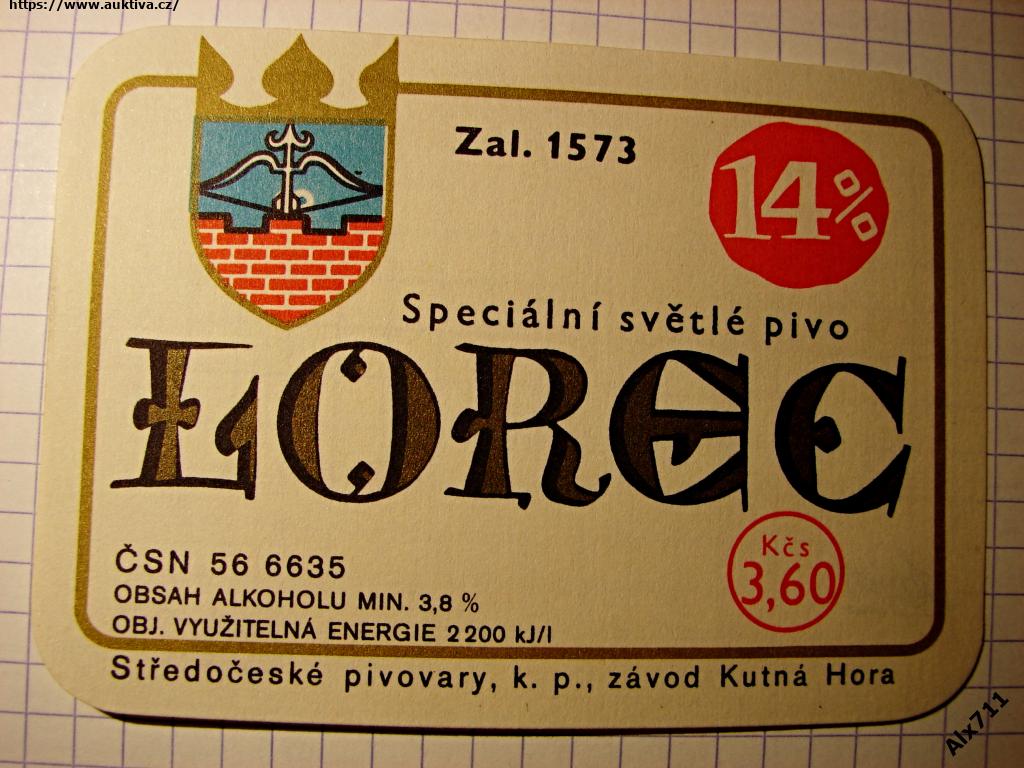 https://www.auktiva.cz/
Zal. 1573
14%
Speciální světlé pivo
LOREC
ČSN 56 6635
OBSAH ALKOHOLU MIN. 3,8 %
OBJ. VYUŽITELNÁ ENERGIE 2200 kJ/l
Kčs
3,60
Středočeské pivovary, k. p., závod Kutná Hora
Alx711